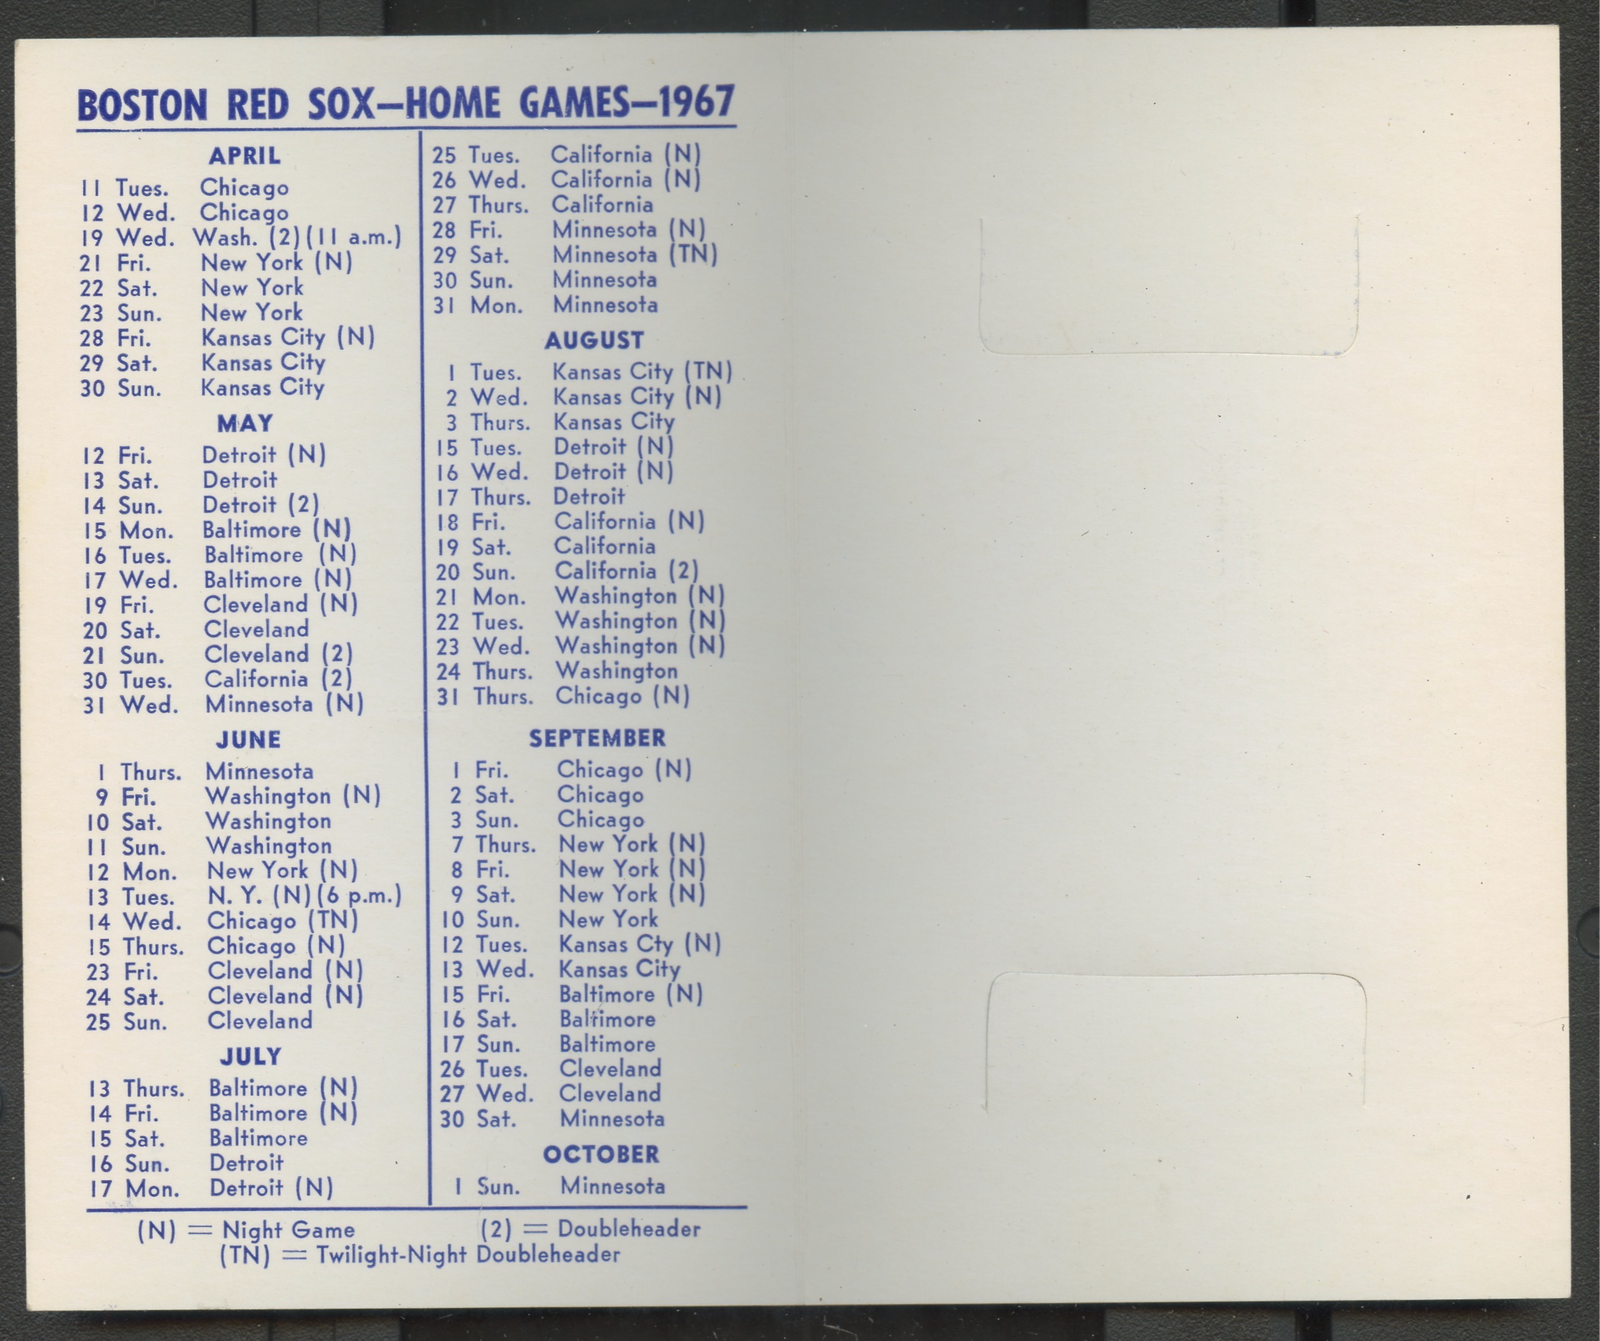 BOSTON RED SOX—HOME GAMES—1967
APRIL
11 Tues. Chicago
12 Wed. Chicago
19 Wed. Wash. (2)(11 a.m.)
21 Fri. New York (N)
22 Sat. New York
23 Sun. New York
28 Fri. Kansas City (N)
29 Sat. Kansas City
30 Sun. Kansas City
MAY
12 Fri. Detroit (N)
13 Sat. Detroit
14 Sun. Detroit (2)
15 Mon. Baltimore (N)
16 Tues. Baltimore (N)
17 Wed. Baltimore (N)
19 Fri. Cleveland (N)
20 Sat. Cleveland
21 Sun. Cleveland (2)
30 Tues. California (2)
31 Wed. Minnesota (N)
JUNE
1 Thurs. Minnesota
9 Fri. Washington (N)
10 Sat. Washington
11 Sun. Washington
12 Mon. New York (N)
13 Tues. N. Y. (N)(6 p.m.)
14 Wed. Chicago (TN)
15 Thurs. Chicago (N)
23 Fri. Cleveland (N)
24 Sat. Cleveland (N)
25 Sun. Cleveland
JULY
13 Thurs. Baltimore (N)
14 Fri. Baltimore (N)
15 Sat. Baltimore
16 Sun. Detroit
17 Mon. Detroit (N)
25 Tues. California (N)
26 Wed. California (N)
27 Thurs. California
28 Fri. Minnesota (N)
29 Sat. Minnesota (TN)
30 Sun. Minnesota
31 Mon. Minnesota
AUGUST
1 Tues. Kansas City (TN)
2 Wed. Kansas City (N)
3 Thurs. Kansas City
15 Tues. Detroit (N)
16 Wed. Detroit (N)
17 Thurs. Detroit
18 Fri. California (N)
19 Sat. California
20 Sun. California (2)
21 Mon. Washington (N)
22 Tues. Washington (N)
23 Wed. Washington (N)
24 Thurs. Washington
31 Thurs. Chicago (N)
SEPTEMBER
1 Fri. Chicago (N)
2 Sat. Chicago
3 Sun. Chicago
7 Thurs. New York (N)
8 Fri. New York (N)
9 Sat. New York (N)
10 Sun. New York
12 Tues. Kansas Cty (N)
13 Wed. Kansas City
15 Fri. Baltimore (N)
16 Sat. Baltimore
17 Sun. Baltimore
26 Tues. Cleveland
27 Wed. Cleveland
30 Sat. Minnesota
OCTOBER
1 Sun. Minnesota
(N) = Night Game (2) = Doubleheader
(TN) = Twilight-Night Doubleheader